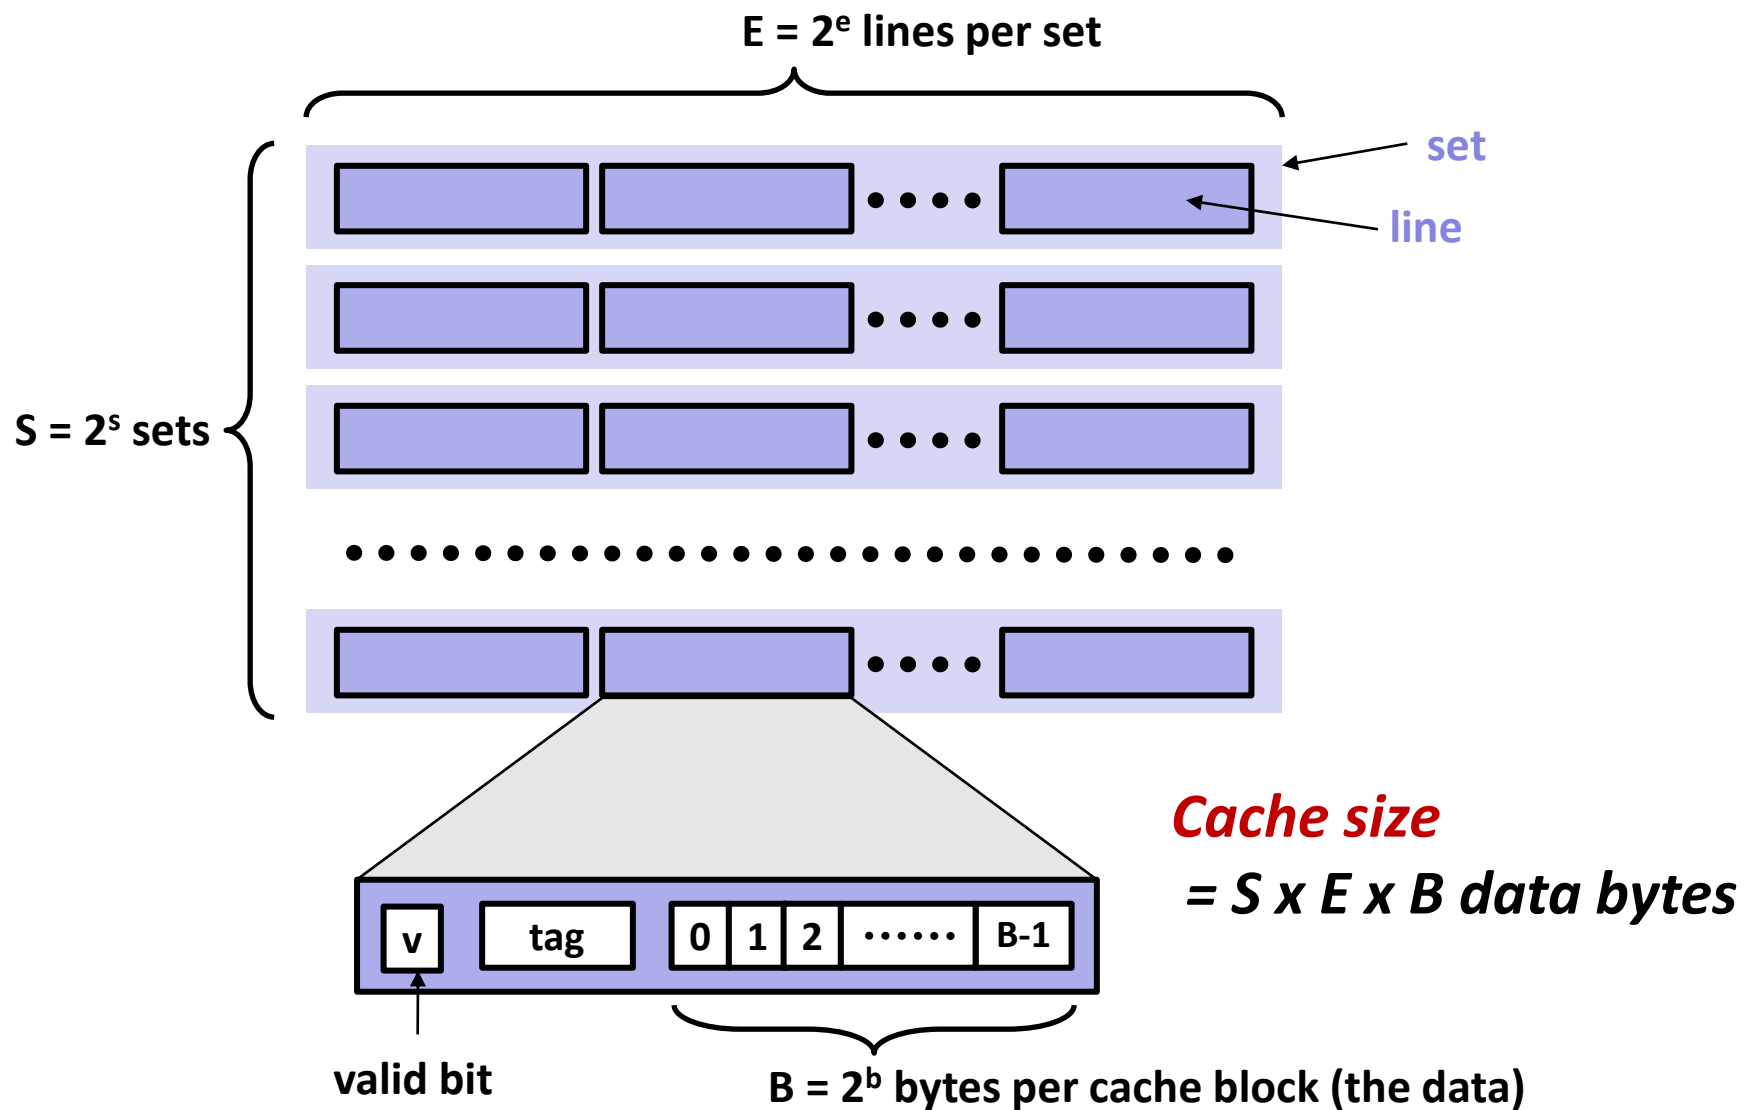 E = 2ᵉ lines per set
set
line
S = 2ˢ sets
Cache size
= S x E x B data bytes
v
tag
0 1 2 ······ B-1
valid bit
B = 2ᵇ bytes per cache block (the data)